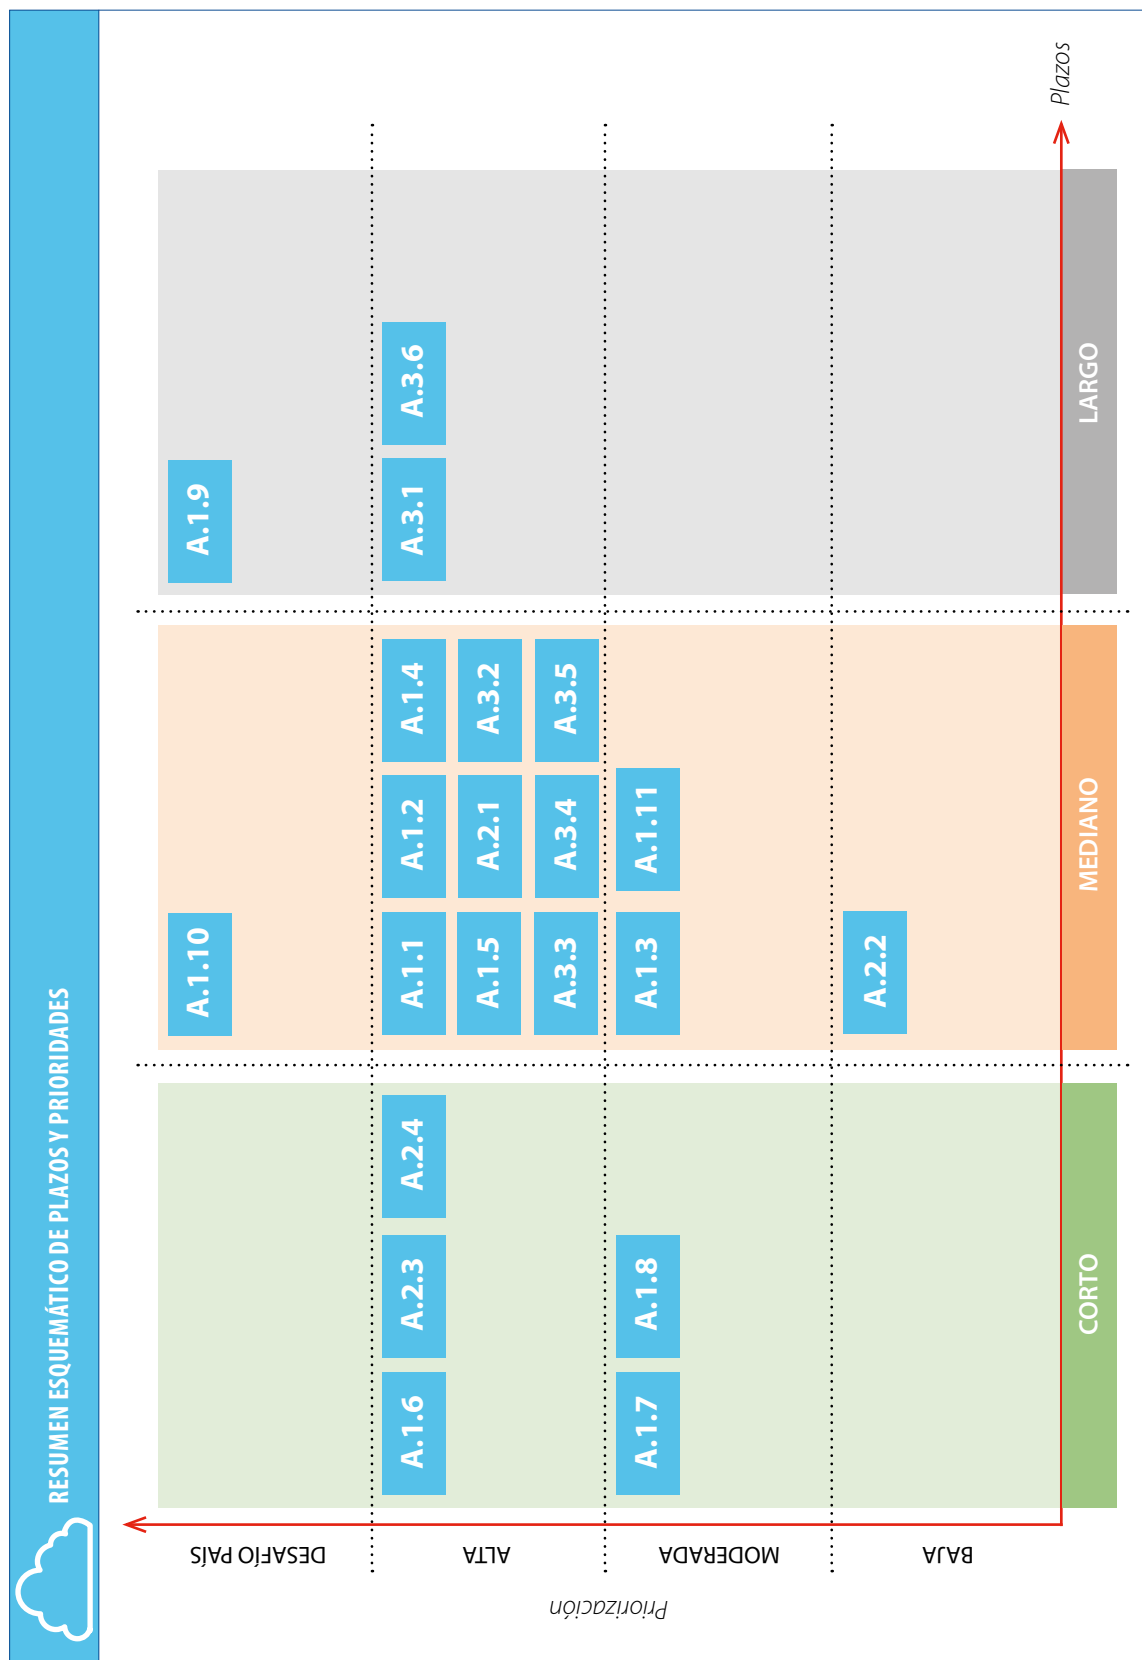 RESUMEN ESQUEMÁTICO DE PLAZOS Y PRIORIDADES
Priorización
DESAFÍO PAÍS
A.1.10
A.1.9
ALTA
A.1.6 A.2.3 A.2.4
A.1.1 A.1.2 A.1.4
A.1.5 A.2.1 A.3.2
A.3.3 A.3.4 A.3.5
A.3.1 A.3.6
MODERADA
A.1.7 A.1.8
A.1.3 A.1.11
BAJA
A.2.2
CORTO MEDIANO LARGO
Plazos